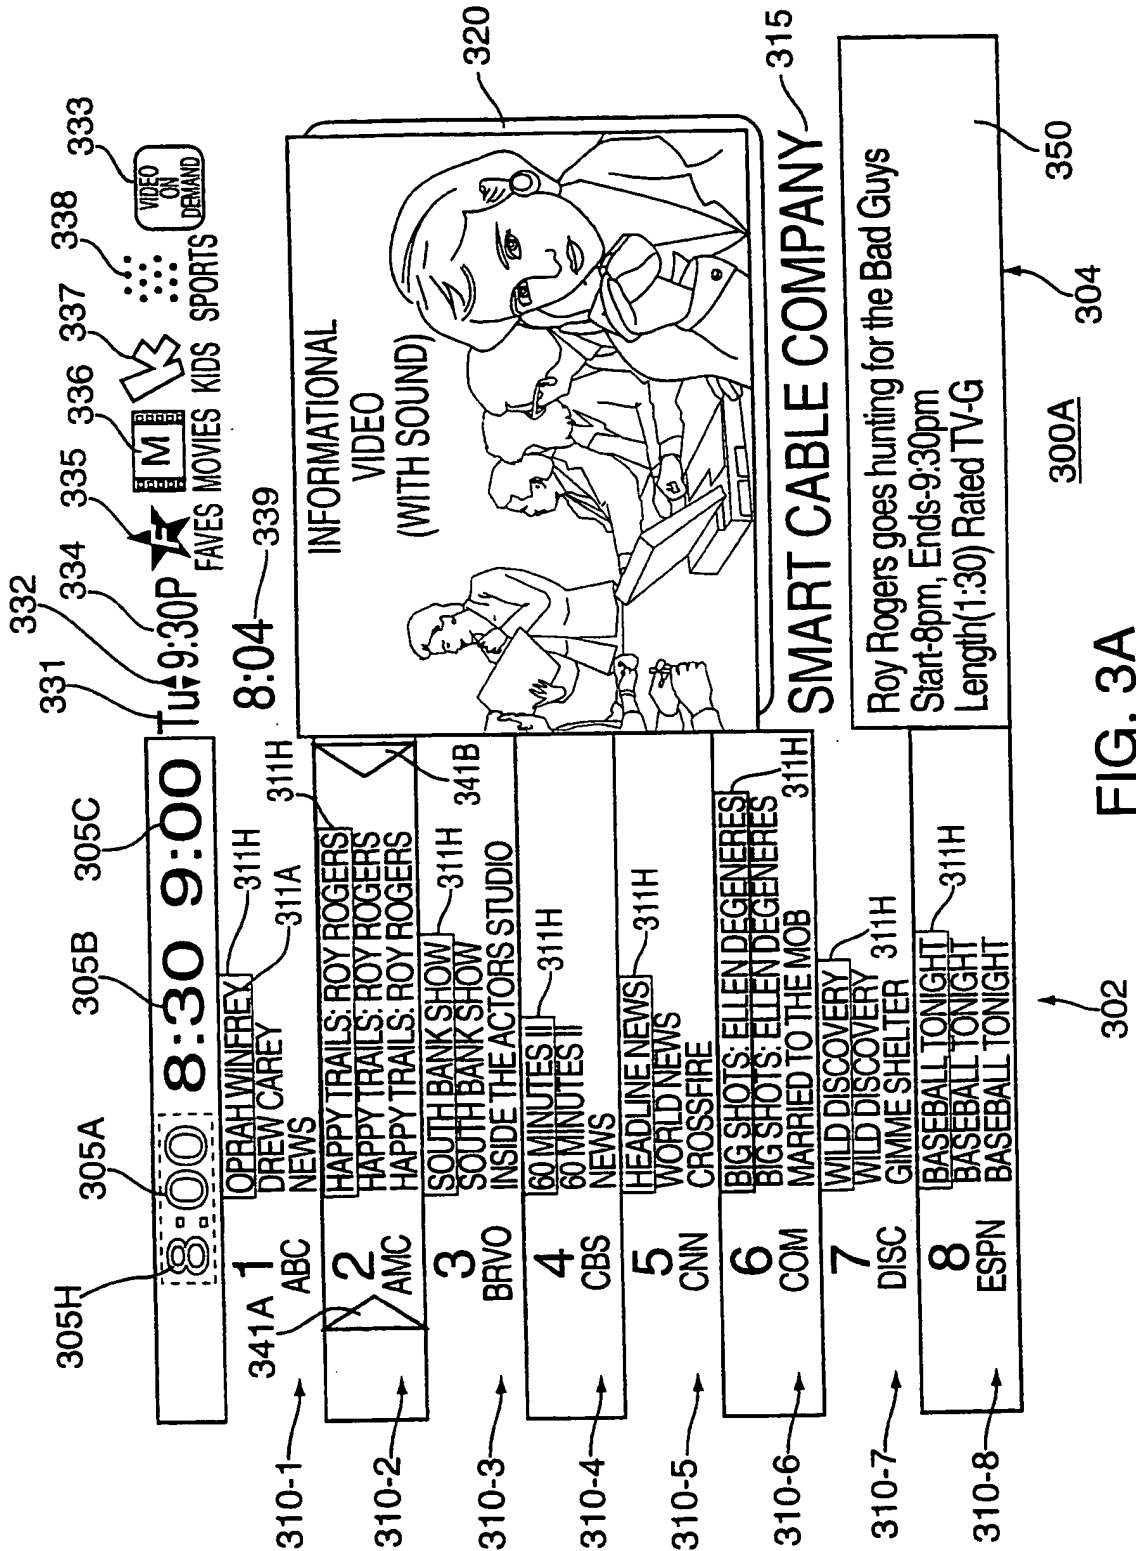 331
332
334
335
336
337
338
333
305H
305A
305B
305C
8:00 8:30 9:00
Tu 9:30P
F
FAVES
M
MOVIES
KIDS
SPORTS
VIDEO
ON
DEMAND
8:04
339
310-1
1
ABC
OPRAH WINFREY
DREW CAREY
NEWS
311H
311A
341A
310-2
2
AMC
HAPPY TRAILS: ROY ROGERS
HAPPY TRAILS: ROY ROGERS
HAPPY TRAILS: ROY ROGERS
311H
341B
310-3
3
BRVO
SOUTH BANK SHOW
SOUTH BANK SHOW
INSIDE THE ACTORS STUDIO
311H
310-4
4
CBS
60 MINUTES II
60 MINUTES II
NEWS
311H
310-5
5
CNN
HEADLINE NEWS
WORLD NEWS
CROSSFIRE
311H
310-6
6
COM
BIG SHOTS: ELLEN DEGENERES
BIG SHOTS: ELLEN DEGENERES
MARRIED TO THE MOB
311H
310-7
7
DISC
WILD DISCOVERY
WILD DISCOVERY
GIMME SHELTER
311H
310-8
8
ESPN
BASEBALL TONIGHT
BASEBALL TONIGHT
BASEBALL TONIGHT
311H
INFORMATIONAL
VIDEO
(WITH SOUND)
320
SMART CABLE COMPANY
315
Roy Rogers goes hunting for the Bad Guys
Start-8pm, Ends-9:30pm
Length(1:30) Rated TV-G
350
302
304
300A
FIG. 3A